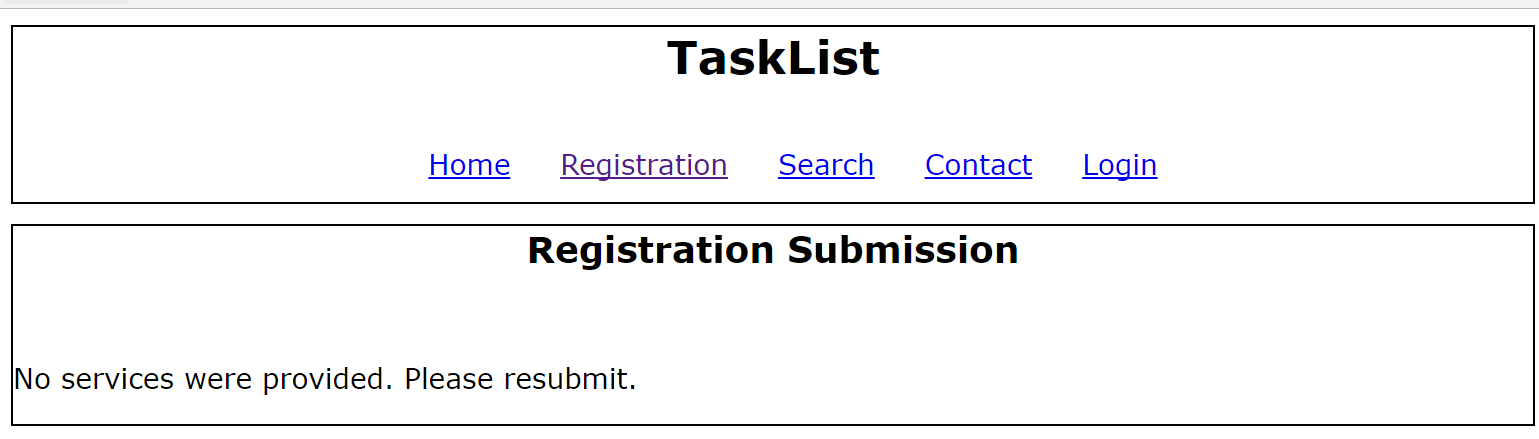 TaskList
Home Registration Search Contact Login
Registration Submission
No services were provided. Please resubmit.